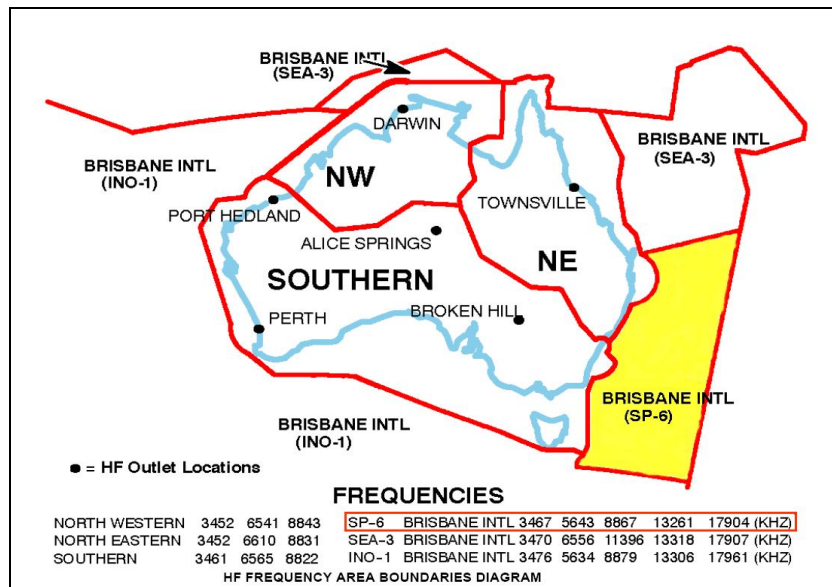 BRISBANE INTL
(SEA-3)
DARWIN
BRISBANE INTL
(SEA-3)
BRISBANE INTL
(INO-1)
NW
PORT HEDLAND
TOWNSVILLE
ALICE SPRINGS
SOUTHERN
NE
PERTH
BROKEN HILL
BRISBANE INTL
(SP-6)
BRISBANE INTL
(INO-1)
● = HF Outlet Locations
FREQUENCIES
NORTH WESTERN 3452 6541 8843
NORTH EASTERN 3452 6610 8831
SOUTHERN 3461 6565 8822
SP-6 BRISBANE INTL 3467 5643 8867 13261 17904 (KHZ)
SEA-3 BRISBANE INTL 3470 6556 11396 13318 17907 (KHZ)
INO-1 BRISBANE INTL 3476 5634 8879 13306 17961 (KHZ)
HF FREQUENCY AREA BOUNDARIES DIAGRAM